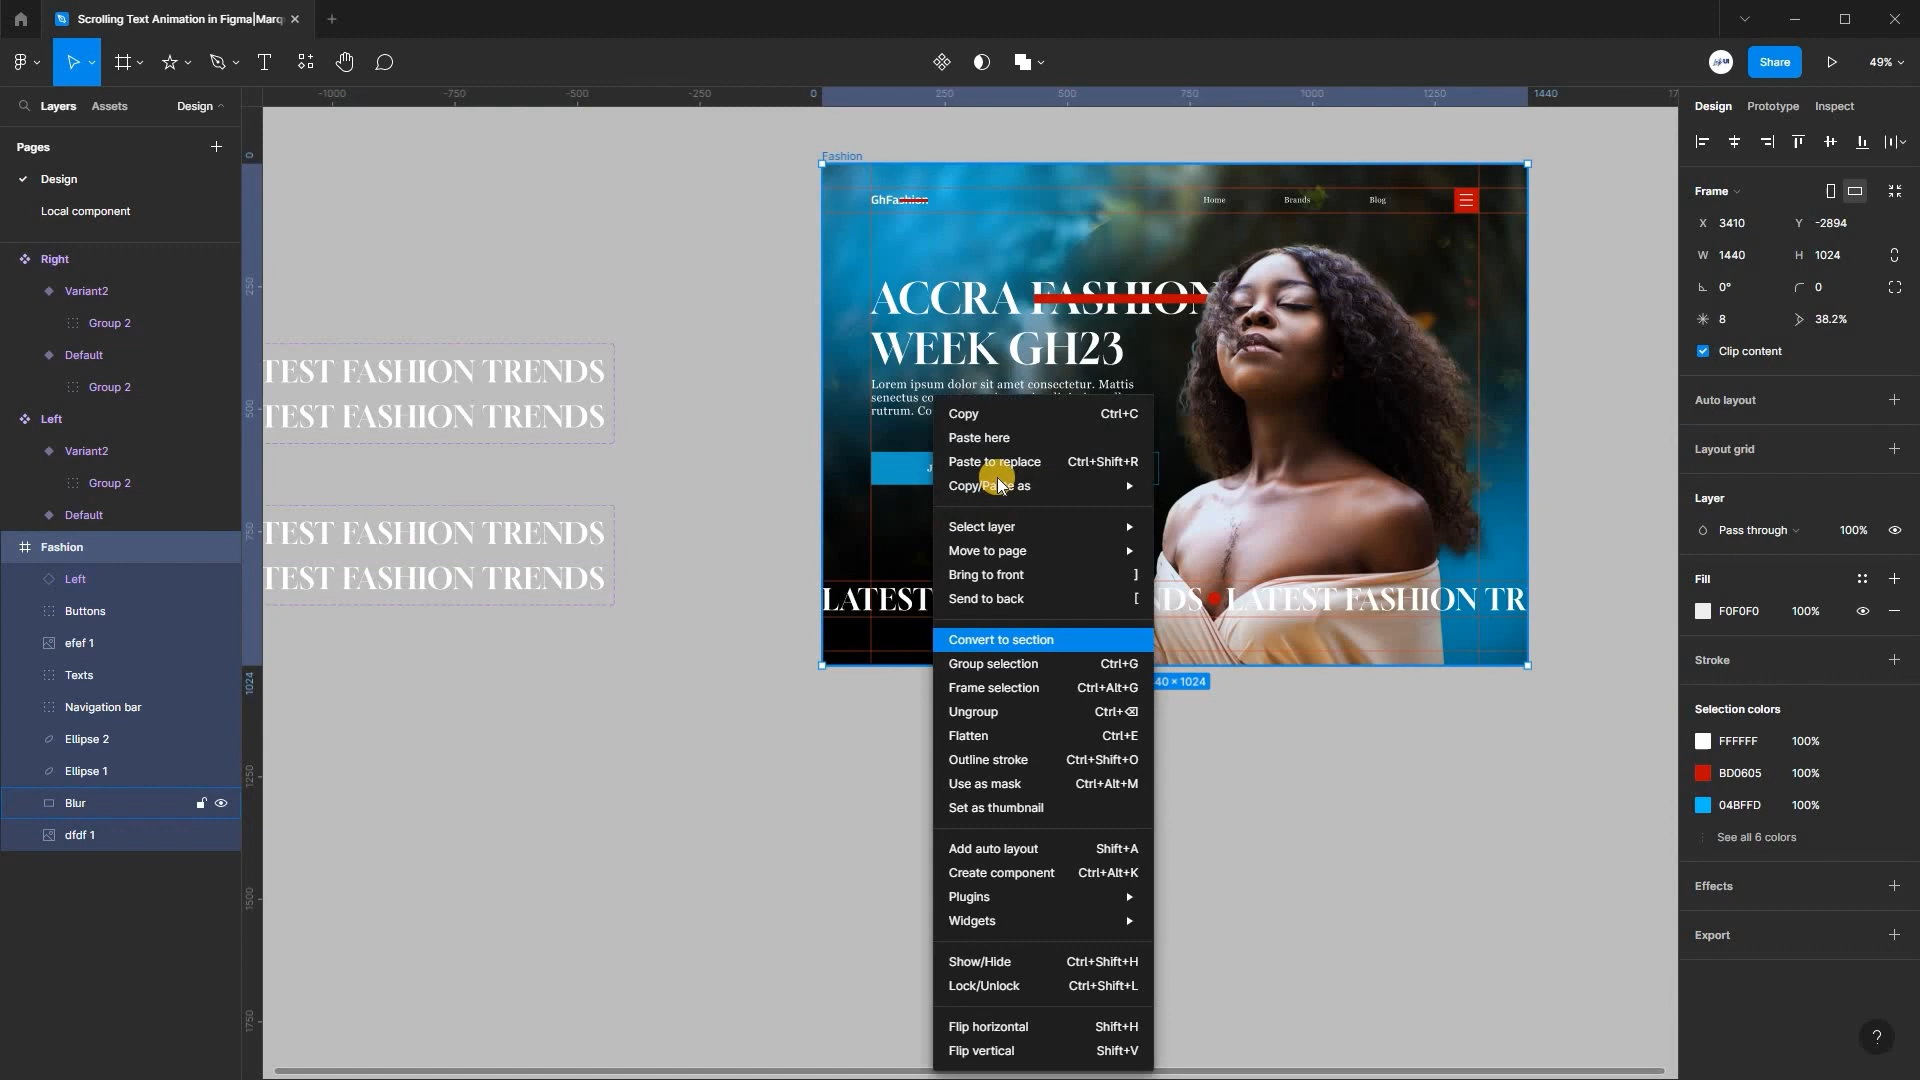 Scrolling Text Animation in Figma|Marq
Share
49%
Layers Assets Design
Pages
Design
Local component
Right
Variant2
Group 2
Default
Group 2
Left
Variant2
Group 2
Default
Fashion
Left
Buttons
efef 1
Texts
Navigation bar
Ellipse 2
Ellipse 1
Blur
dfdf 1
-1000 -750 -500 -250 0 250 500 750 1000 1250 1440
0
250
500
750
1024
1250
1500
1750
TEST FASHION TRENDS
TEST FASHION TRENDS
TEST FASHION TRENDS
TEST FASHION TRENDS
Fashion
GhFashion Home Brands Blog
ACCRA FASHION
WEEK GH23
Lorem ipsum dolor sit amet consectetur. Mattis
senectus
rutrum.
LATEST NDS LATEST FASHION TR
40 × 1024
Copy Ctrl+C
Paste here
Paste to replace Ctrl+Shift+R
Copy/Paste as
Select layer
Move to page
Bring to front ]
Send to back [
Convert to section
Group selection Ctrl+G
Frame selection Ctrl+Alt+G
Ungroup Ctrl+⌫
Flatten Ctrl+E
Outline stroke Ctrl+Shift+O
Use as mask Ctrl+Alt+M
Set as thumbnail
Add auto layout Shift+A
Create component Ctrl+Alt+K
Plugins
Widgets
Show/Hide Ctrl+Shift+H
Lock/Unlock Ctrl+Shift+L
Flip horizontal Shift+H
Flip vertical Shift+V
Design Prototype Inspect
Frame
X 3410 Y -2894
W 1440 H 1024
0° 0
8 38.2%
Clip content
Auto layout
Layout grid
Layer
Pass through 100%
Fill
F0F0F0 100%
Stroke
Selection colors
FFFFFF 100%
BD0605 100%
04BFFD 100%
See all 6 colors
Effects
Export
?